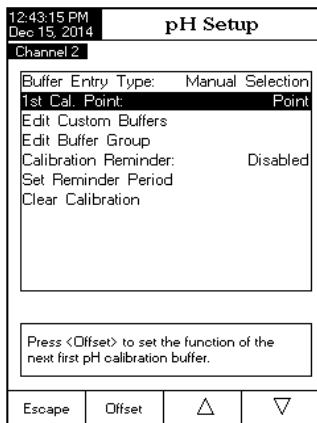 12:43:15 PM
Dec 15, 2014
pH Setup
Channel 2
Buffer Entry Type: Manual Selection
1st Cal. Point: Point
Edit Custom Buffers
Edit Buffer Group
Calibration Reminder: Disabled
Set Reminder Period
Clear Calibration
Press <Offset> to set the function of the
next first pH calibration buffer.
Escape Offset